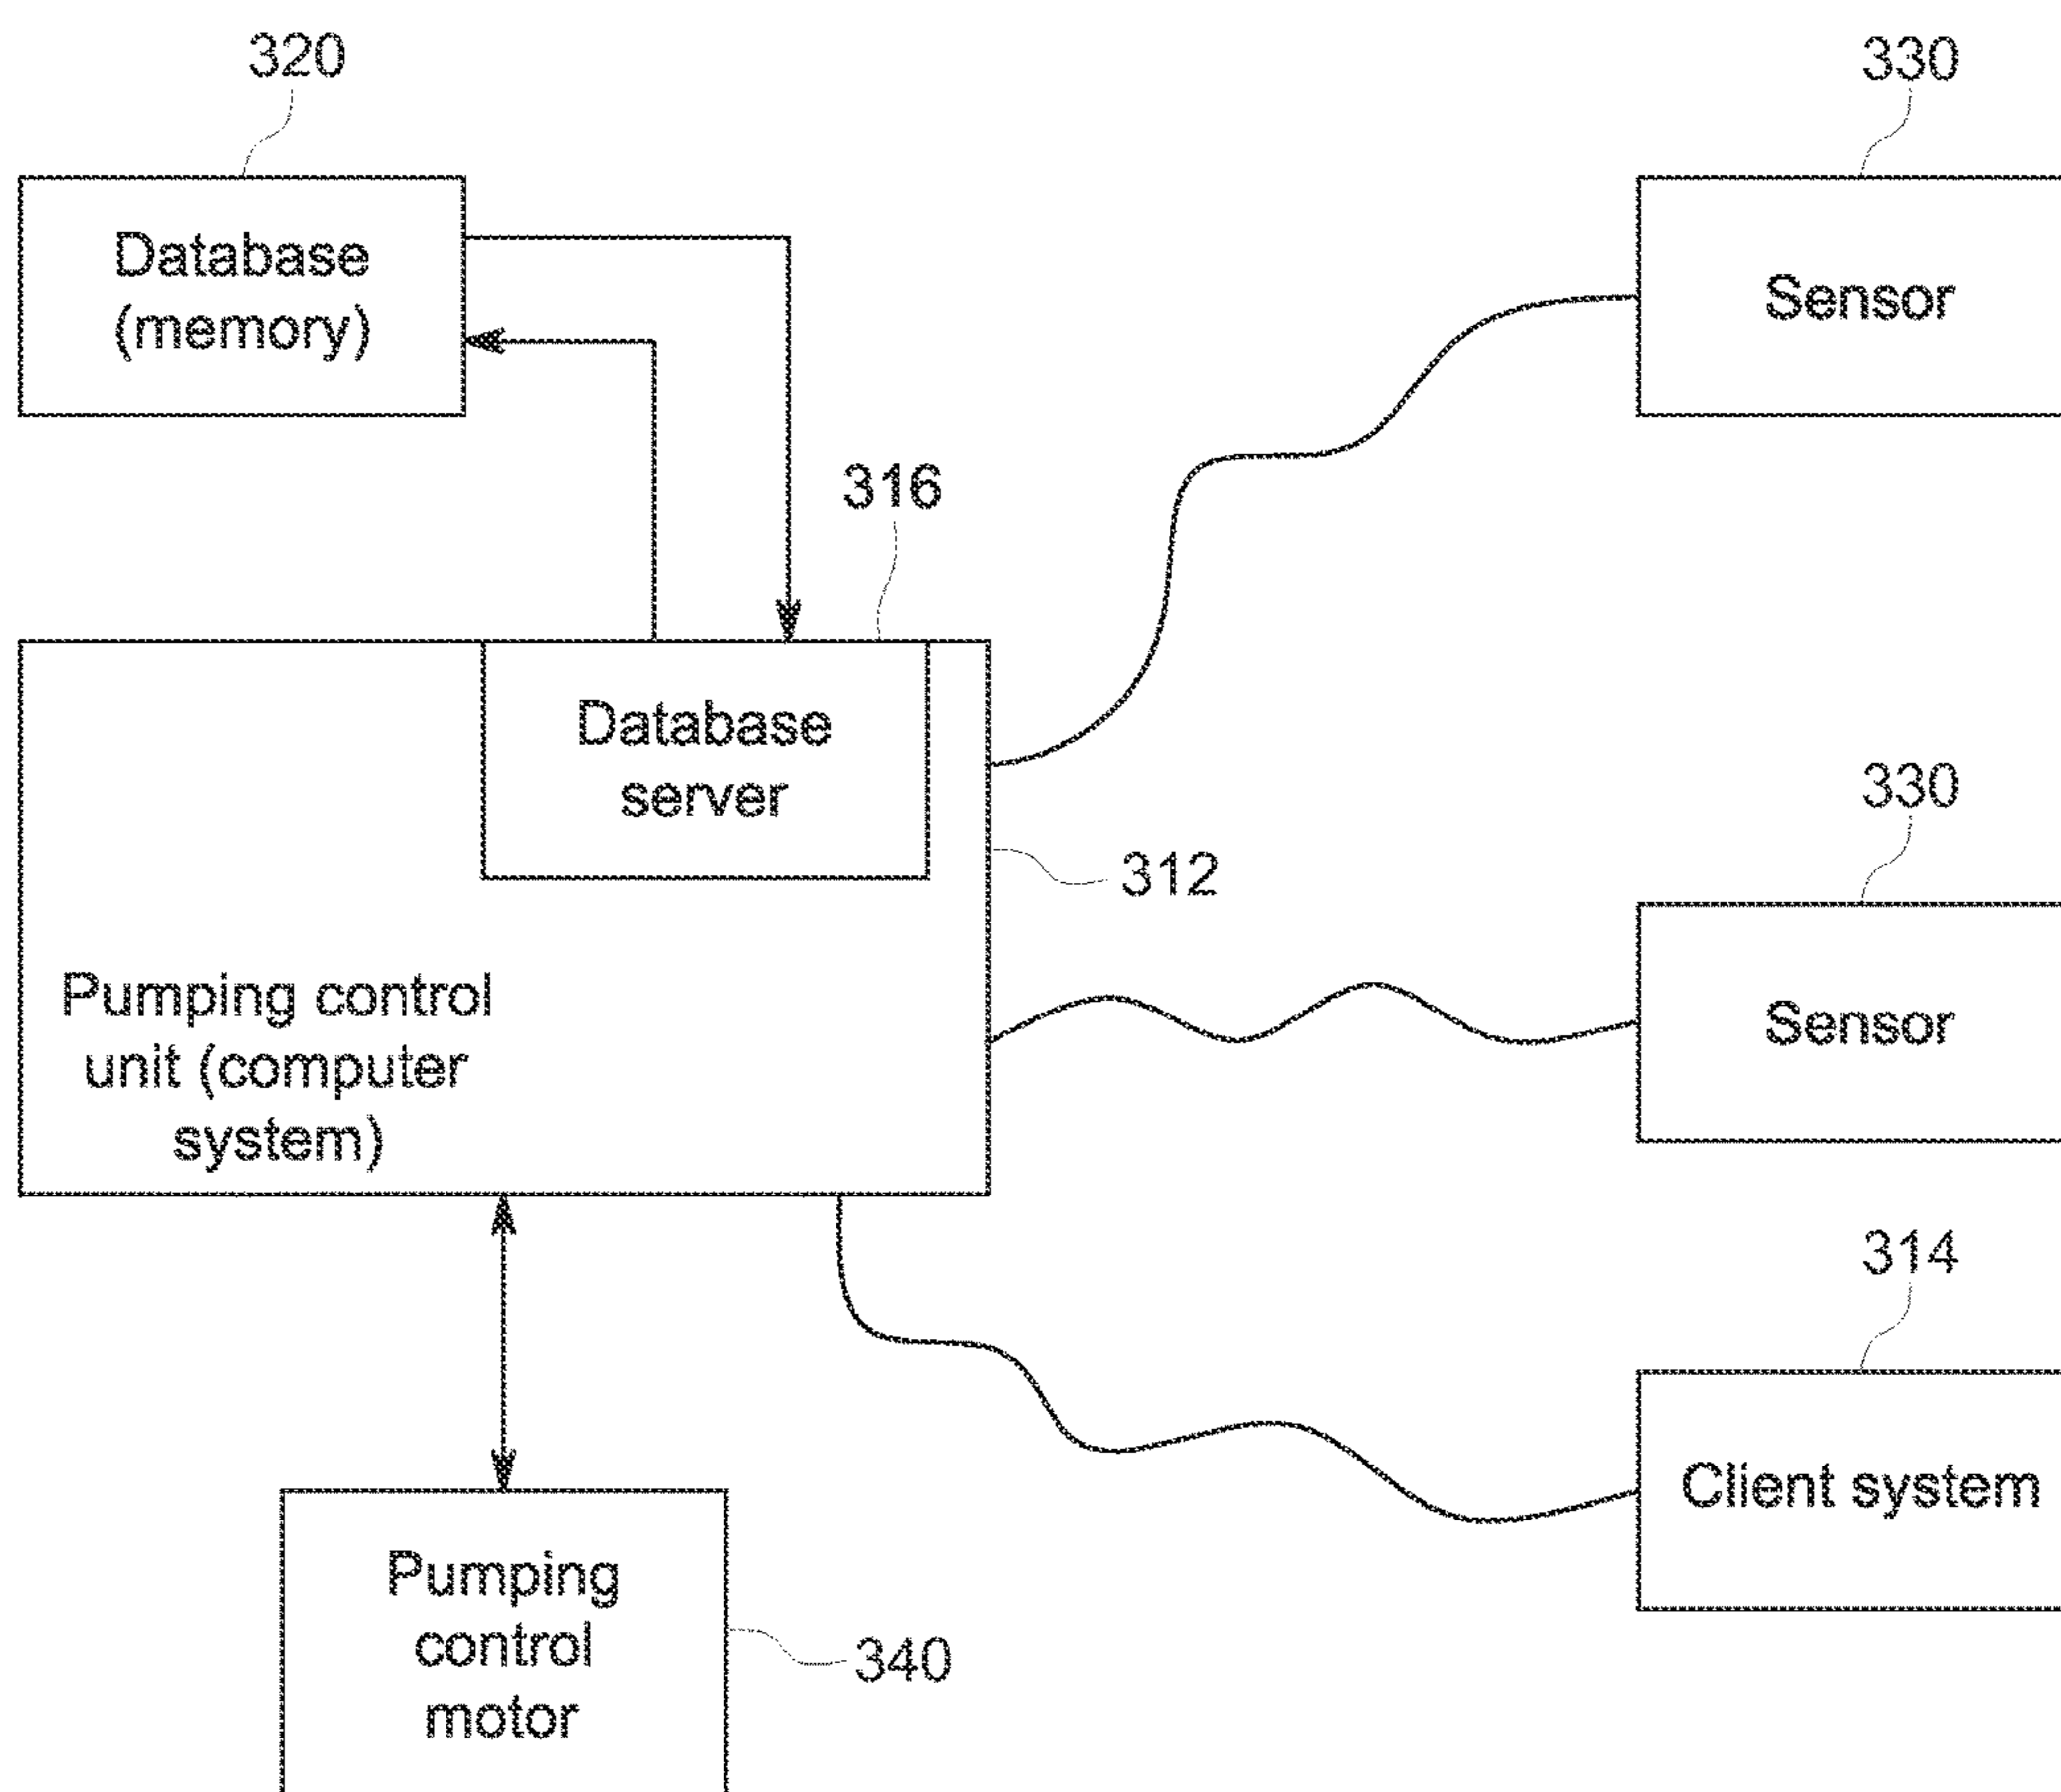 320
330
Database
(memory)
Sensor
316
Database
server
330
312
Pumping control
unit (computer
system)
Sensor
314
Client system
Pumping
control
motor
340